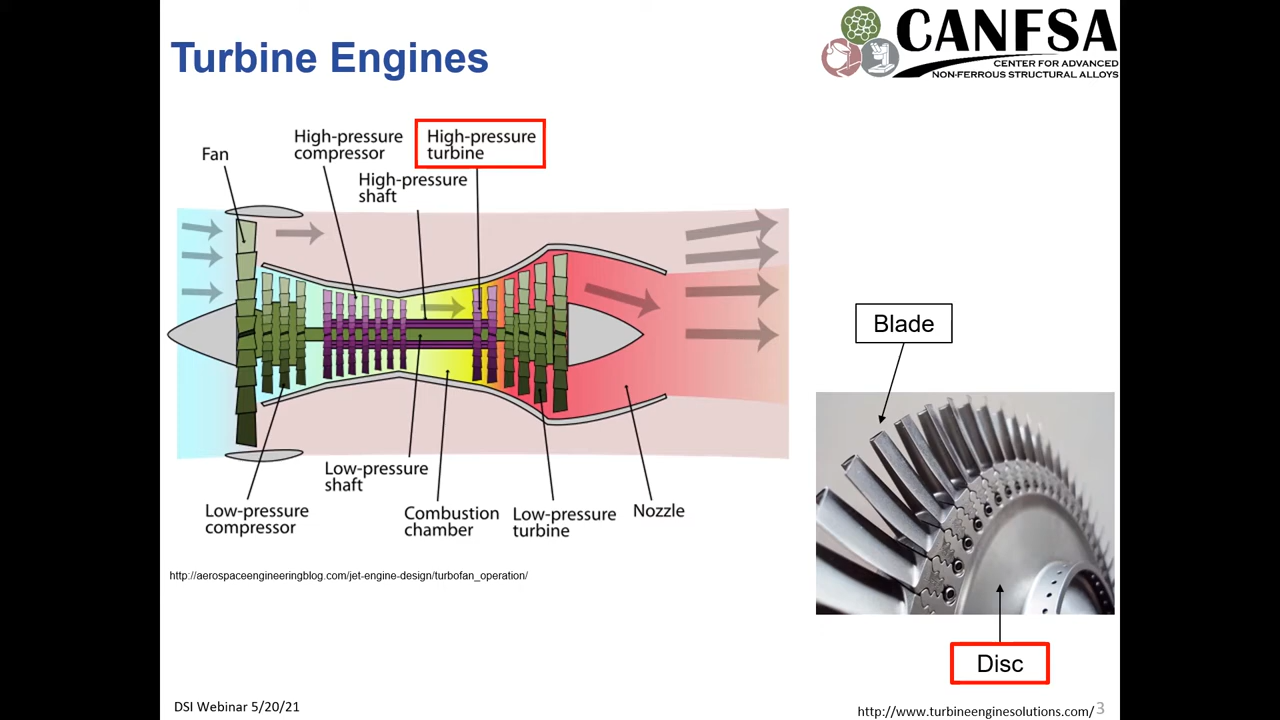 Turbine Engines
CANFSA
CENTER FOR ADVANCED
NON-FERROUS STRUCTURAL ALLOYS
Fan
High-pressure
compressor
High-pressure
turbine
High-pressure
shaft
Low-pressure
compressor
Low-pressure
shaft
Combustion
chamber
Low-pressure
turbine
Nozzle
Blade
Disc
http://aerospaceengineeringblog.com/jet-engine-design/turbofan_operation/
DSI Webinar 5/20/21
http://www.turbineenginesolutions.com/
3